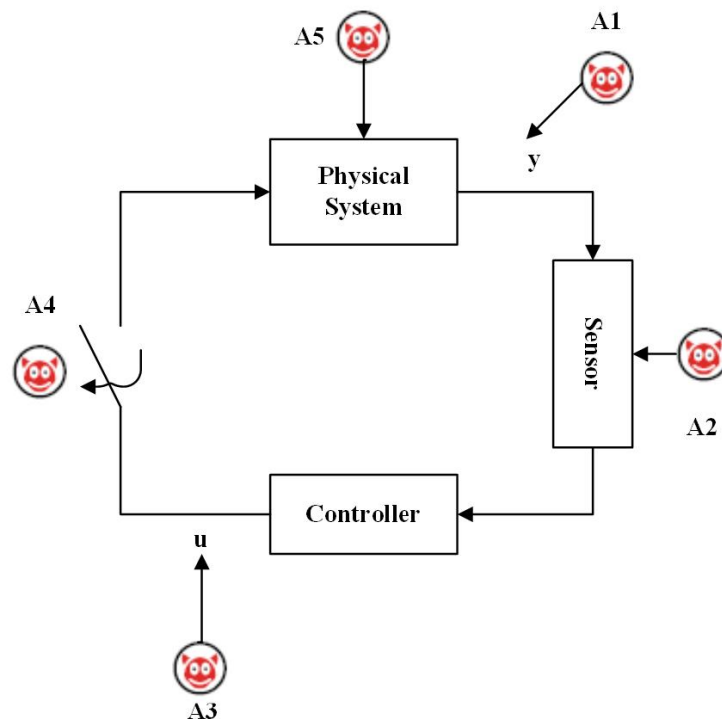 A5
A1
y
Physical
System
A4
Sensor
A2
Controller
u
A3